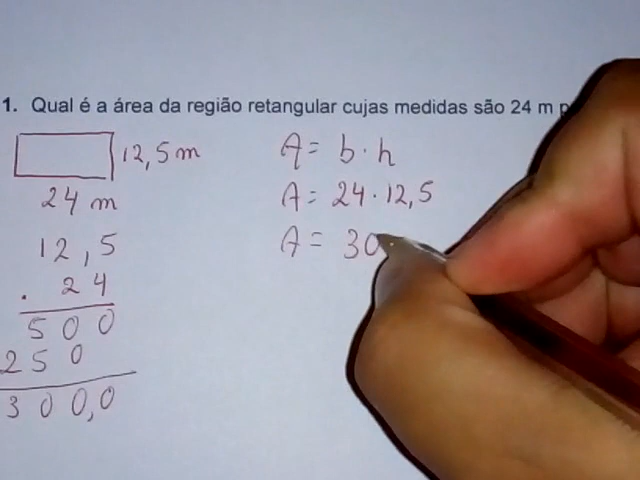 1. Qual é a área da região retangular cujas medidas são 24 m
12,5 m
24 m
12,5
. 24
500
250
300,0
A = b · h
A = 24 · 12,5
A = 30